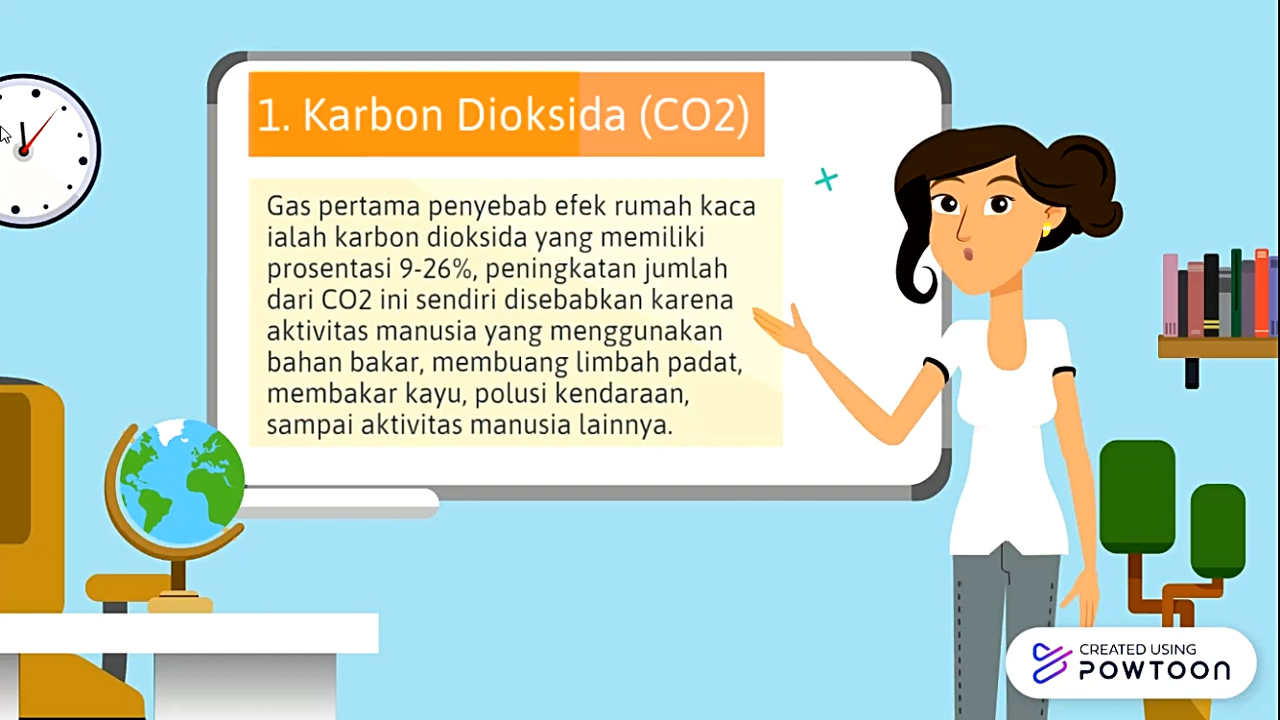 1. Karbon Dioksida (CO2)
Gas pertama penyebab efek rumah kaca
ialah karbon dioksida yang memiliki
prosentasi 9-26%, peningkatan jumlah
dari CO2 ini sendiri disebabkan karena
aktivitas manusia yang menggunakan
bahan bakar, membuang limbah padat,
membakar kayu, polusi kendaraan,
sampai aktivitas manusia lainnya.
CREATED USING
POWTOON